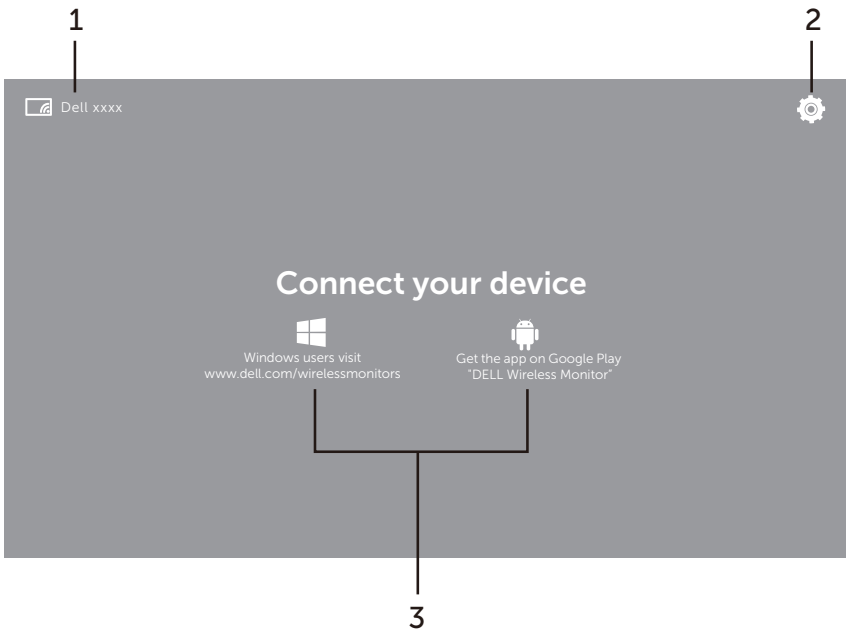 1
2
Dell xxxx
Connect your device
Windows users visit
www.dell.com/wirelessmonitors
Get the app on Google Play
"DELL Wireless Monitor"
3